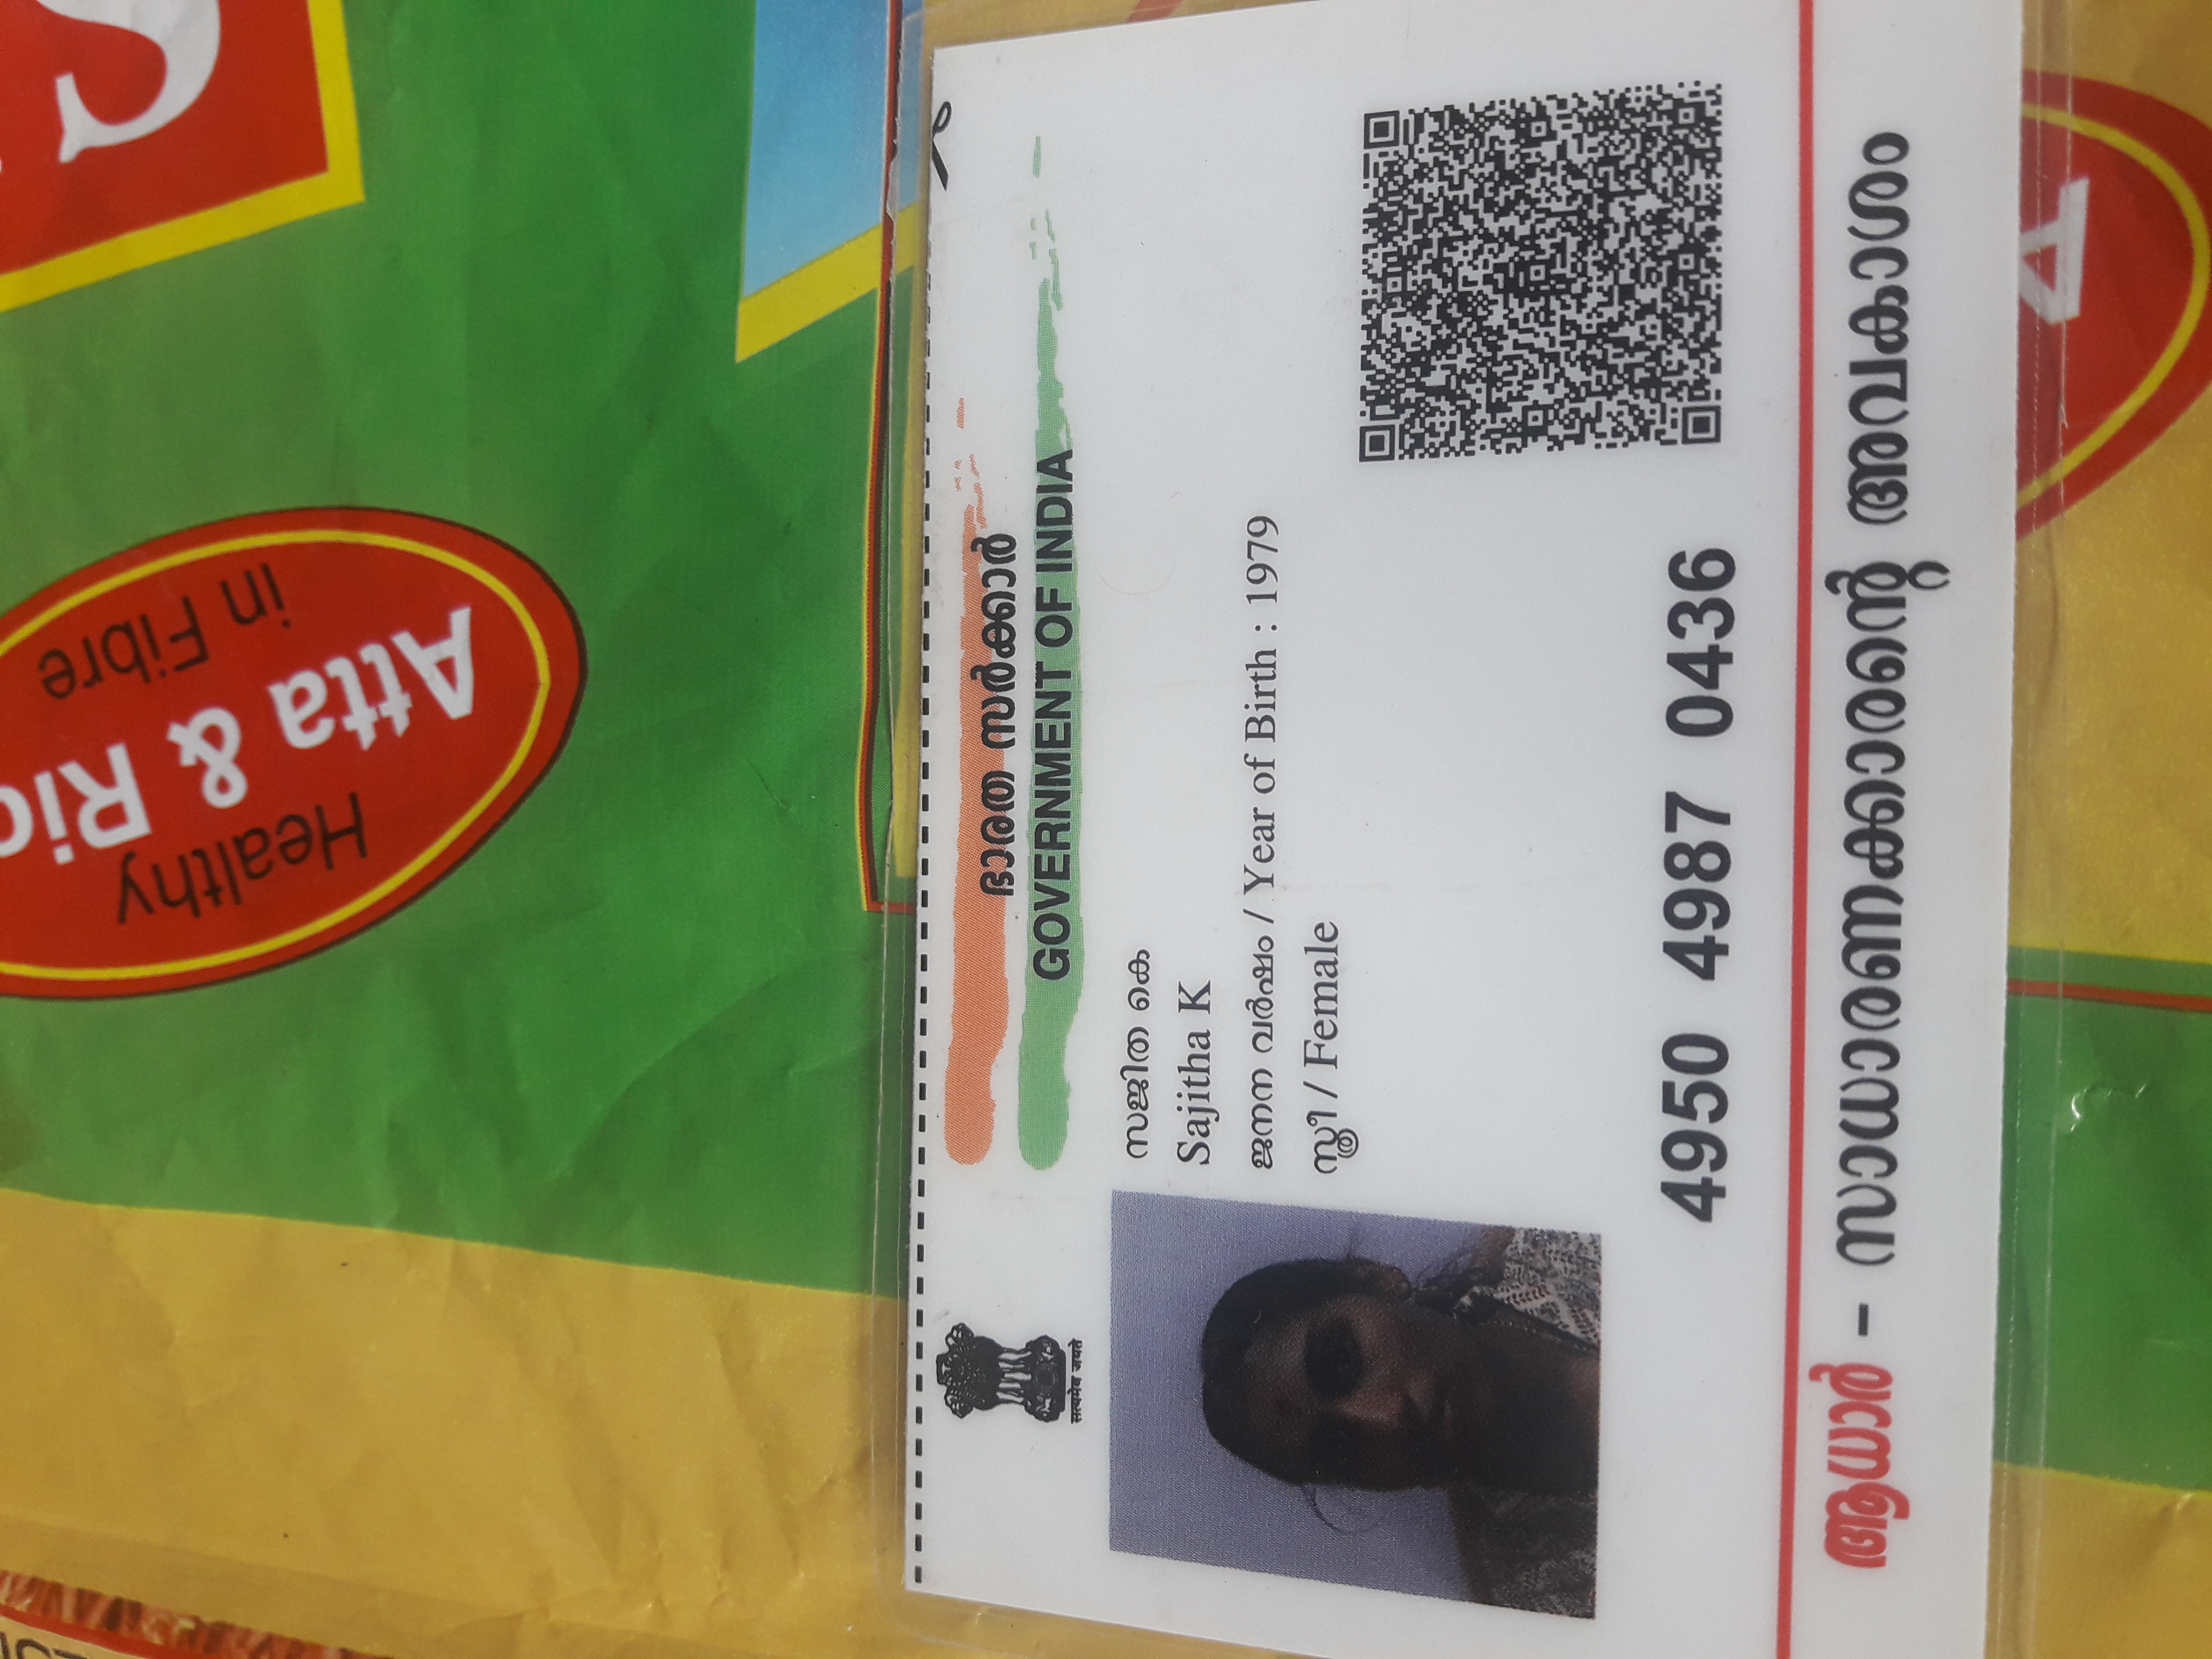 Healthy
Atta & Ric
in Fibre
S
ഭാരത സർക്കാർ
GOVERNMENT OF INDIA
सत्यमेव जयते
സജിത കെ
Sajitha K
ജനന വർഷം / Year of Birth : 1979
സ്ത്രീ / Female
4950 4987 0436
ആധാർ - സാധാരണക്കാരന്റെ അവകാശം
A